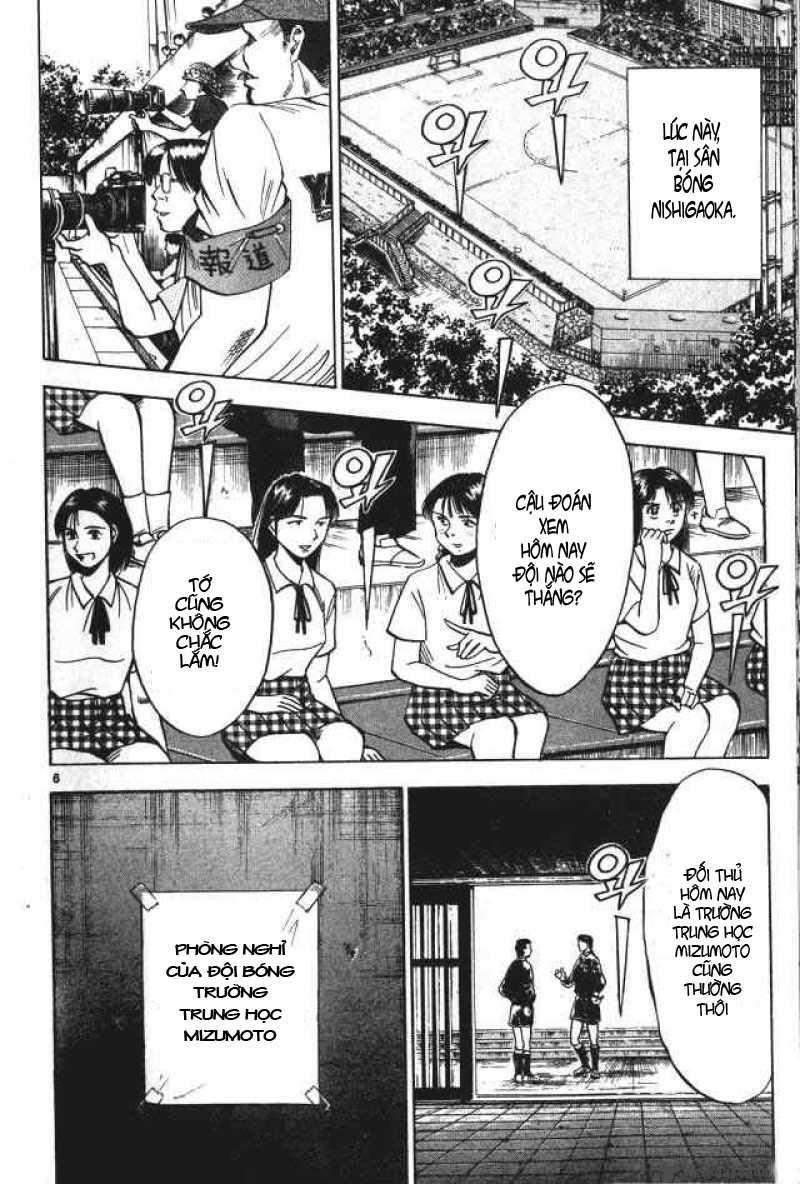 LÚC NÀY,
TẠI SÂN
BÓNG
NISHIGAOKA.
와
와
와
報道
Y
와
와
와
CẬU ĐOÁN
XEM
HÔM NAY
ĐỘI NÀO SẼ
THẮNG?
TỚ
CŨNG
KHÔNG
CHẮC
LẮM!
6
와
ĐỐI THỦ
HÔM NAY
LÀ TRƯỜNG
TRUNG HỌC
MIZUMOTO
CŨNG
THƯỜNG
THÔI
PHÒNG NGHỈ
CỦA ĐỘI BÓNG
TRƯỜNG
TRUNG HỌC
MIZUMOTO